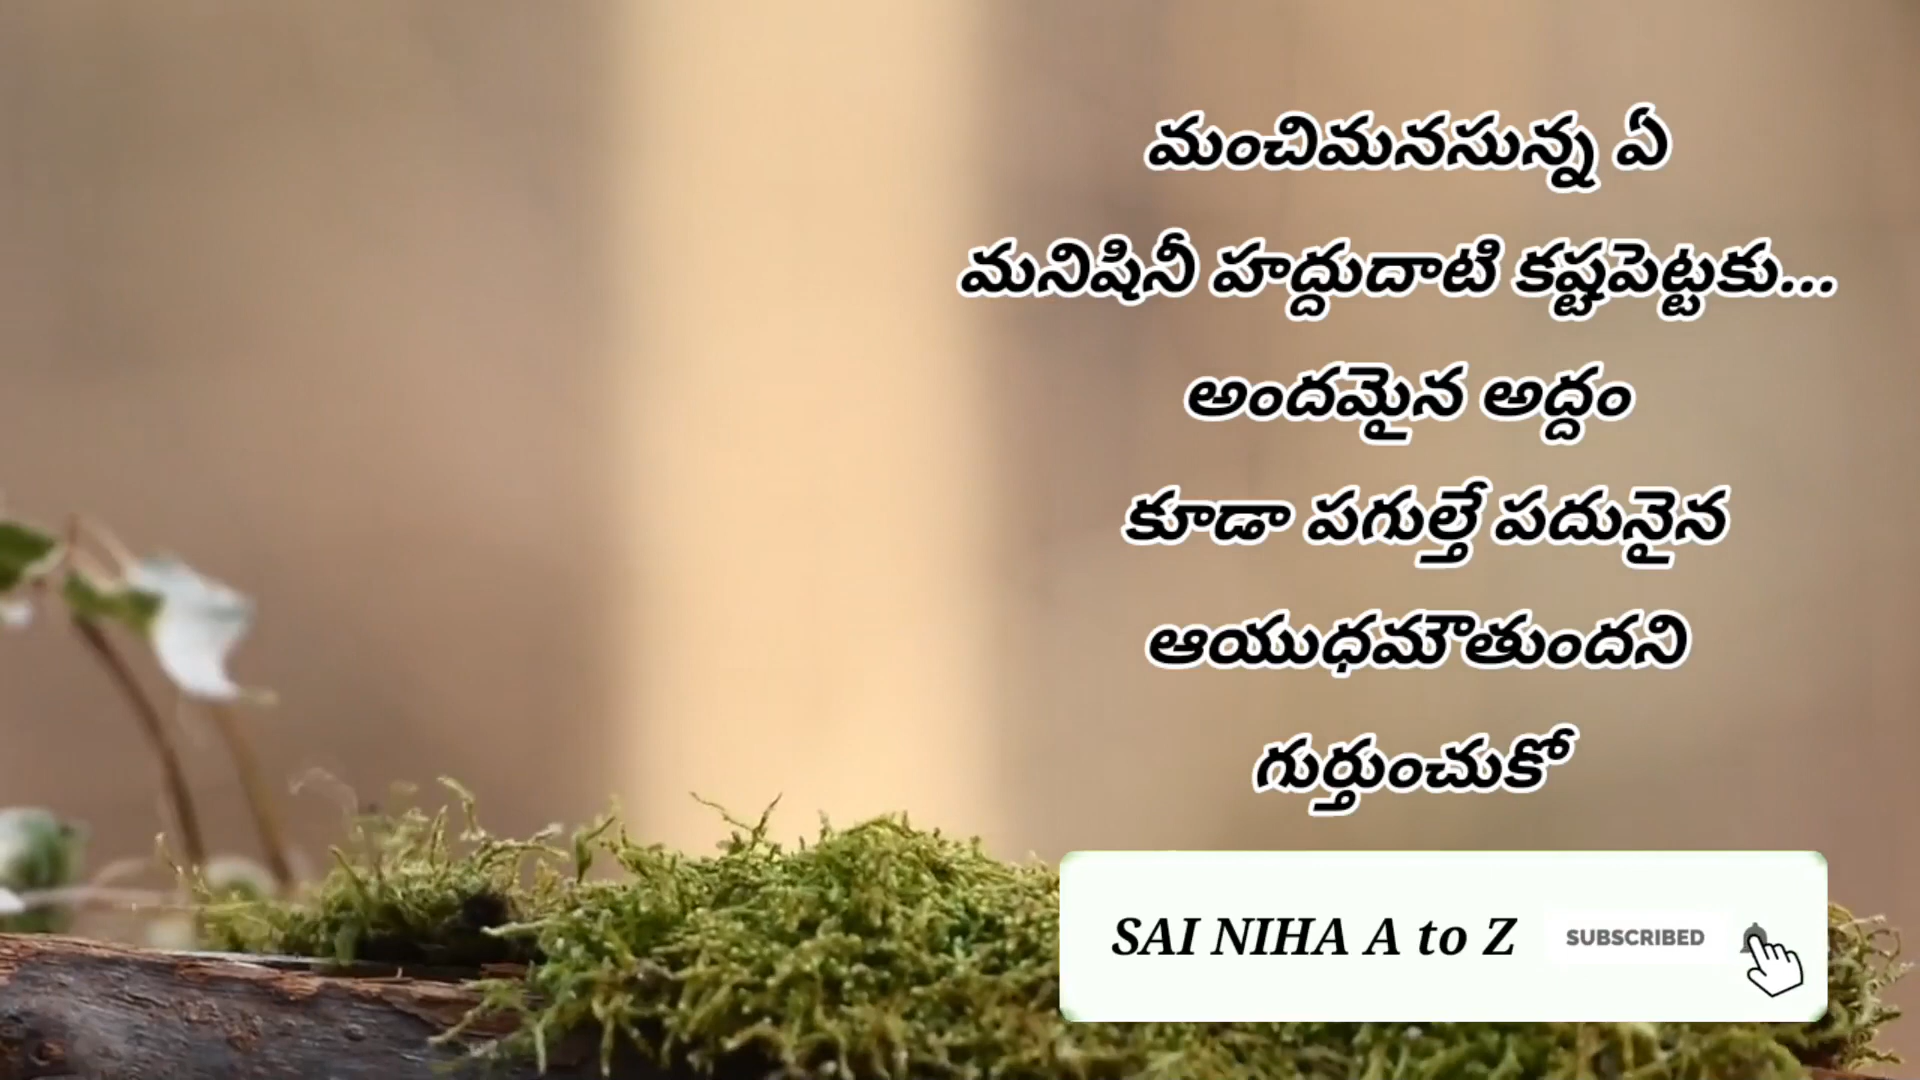 మంచిమనసున్న ఏ
మనిషినీ హద్దుదాటి కష్టపెట్టకు...
అందమైన అద్దం
కూడా పగుల్తే పదునైన
ఆయుధమౌతుందని
గుర్తుంచుకో
SAI NIHA A to Z SUBSCRIBED